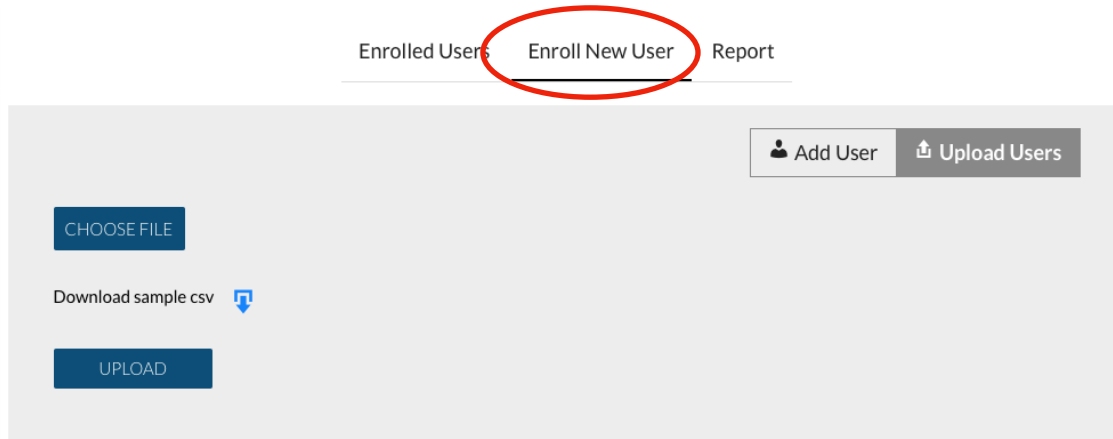 Enrolled Users Enroll New User Report
Add User Upload Users
CHOOSE FILE
Download sample csv
UPLOAD